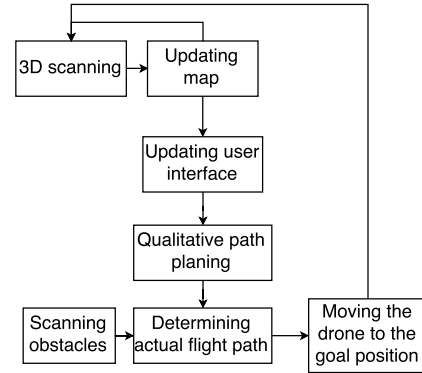 3D scanning
Updating
map
Updating user
interface
Qualitative path
planing
Scanning
obstacles
Determining
actual flight path
Moving the
drone to the
goal position